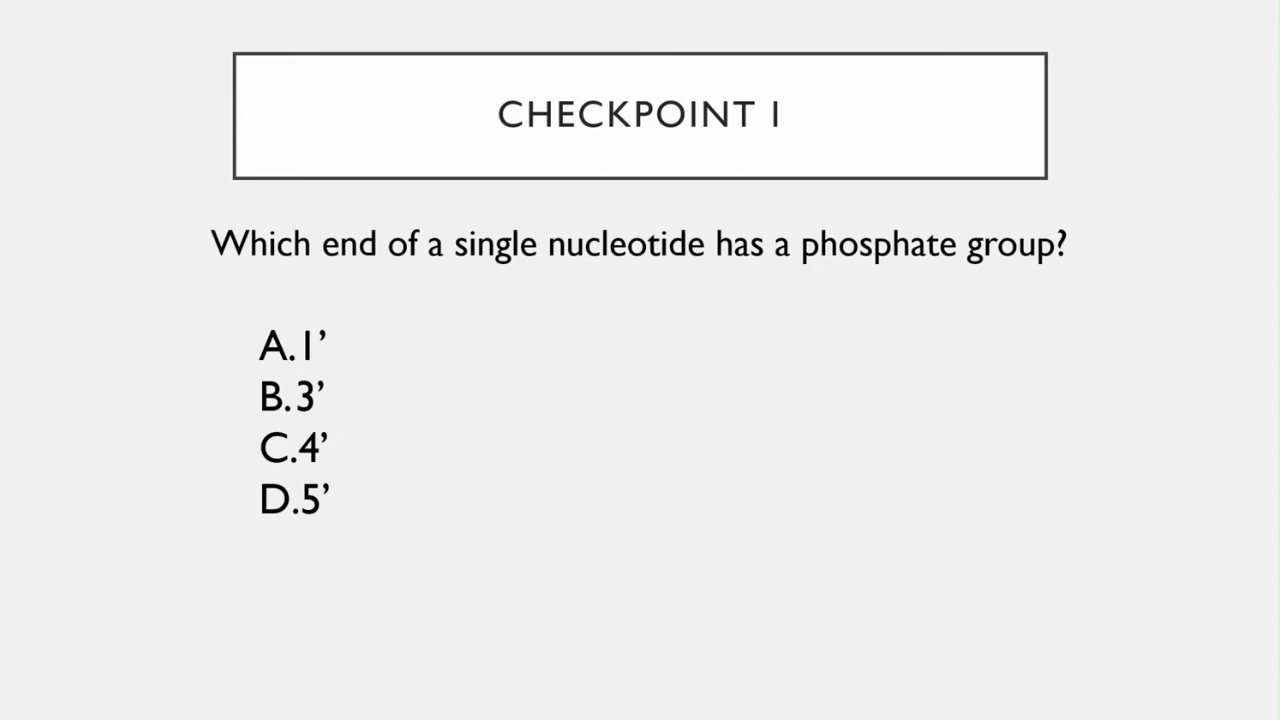 CHECKPOINT 1
Which end of a single nucleotide has a phosphate group?
A.1’
B.3’
C.4’
D.5’